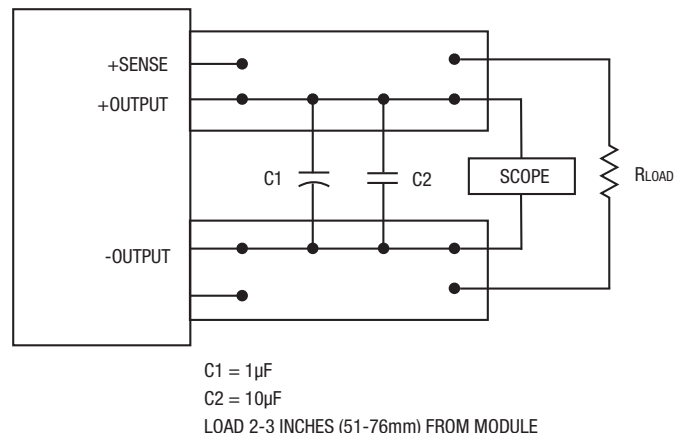 +SENSE
+OUTPUT
C1
C2
SCOPE
RLOAD
-OUTPUT
C1 = 1µF
C2 = 10µF
LOAD 2-3 INCHES (51-76mm) FROM MODULE